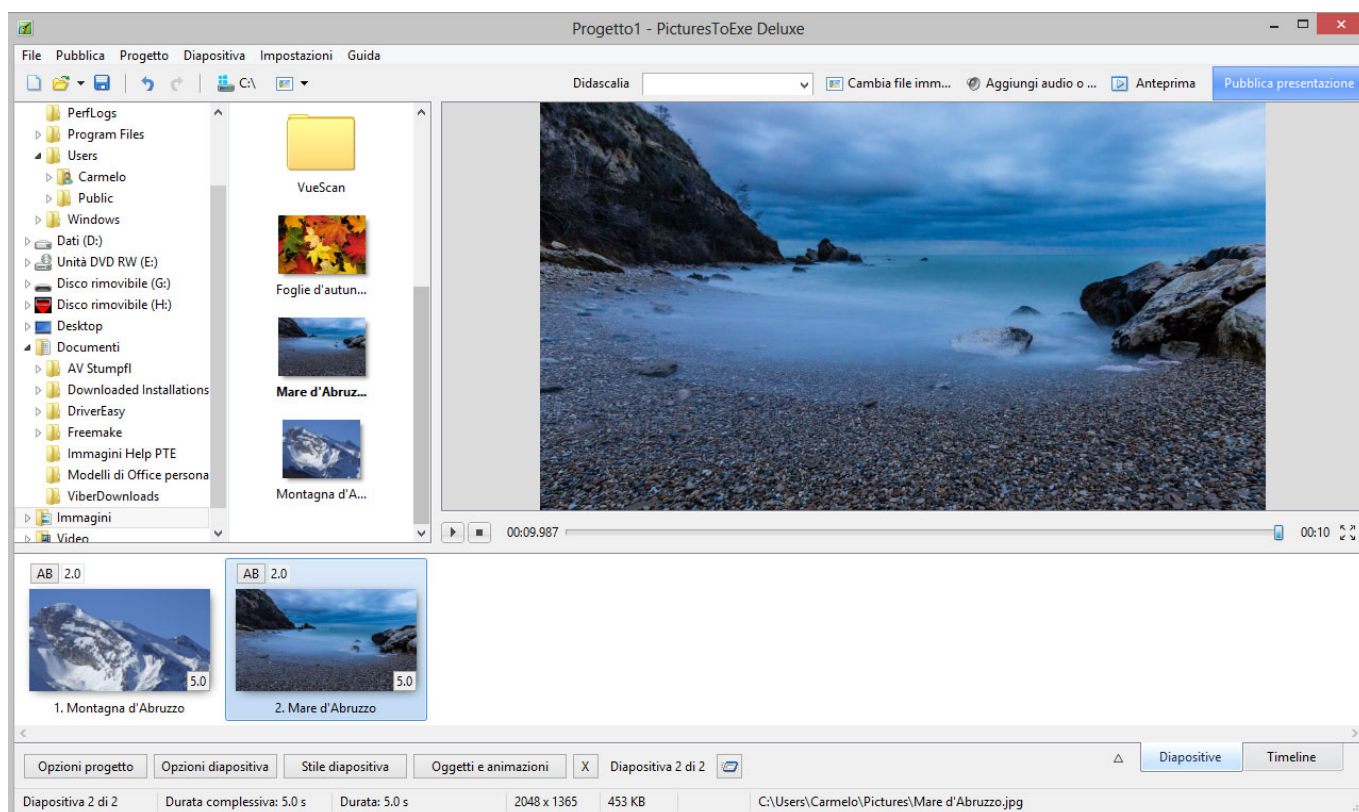 Progetto1 - PicturesToExe Deluxe
File Pubblica Progetto Diapositiva Impostazioni Guida
C:\ Didascalia Cambia file imm... Aggiungi audio o ... Anteprima Pubblica presentazione
PerfLogs
Program Files
Users
Carmelo
Public
Windows
Dati (D:)
Unità DVD RW (E:)
Disco rimovibile (G:)
Disco rimovibile (H:)
Desktop
Documenti
AV Stumpfl
Downloaded Installations
DriverEasy
Freemake
Immagini Help PTE
Modelli di Office persona
ViberDownloads
Immagini
Video
VueScan
Foglie d'autun...
Mare d'Abruz...
Montagna d'A...
00:09.987 00:10
AB 2.0 AB 2.0
5.0 5.0
1. Montagna d'Abruzzo 2. Mare d'Abruzzo
Opzioni progetto Opzioni diapositiva Stile diapositiva Oggetti e animazioni X Diapositiva 2 di 2 Diapositive Timeline
Diapositiva 2 di 2 Durata complessiva: 5.0 s Durata: 5.0 s 2048 x 1365 453 KB C:\Users\Carmelo\Pictures\Mare d'Abruzzo.jpg